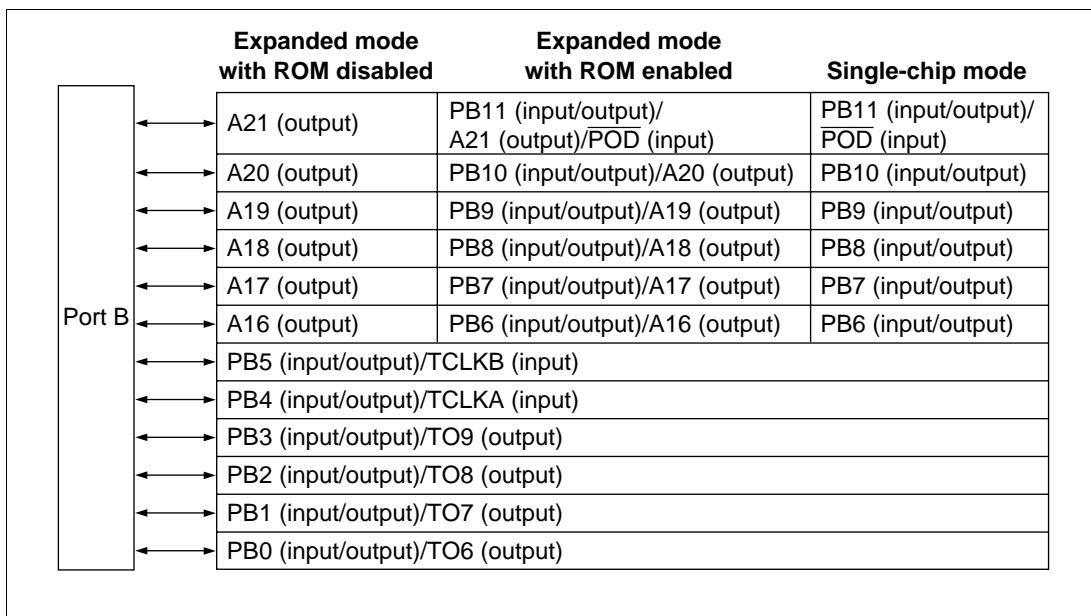 Expanded mode with ROM disabled
Expanded mode with ROM enabled
Single-chip mode
Port B
A21 (output)
PB11 (input/output)/
A21 (output)/P̅O̅D̅ (input)
PB11 (input/output)/
P̅O̅D̅ (input)
A20 (output) PB10 (input/output)/A20 (output) PB10 (input/output)
A19 (output) PB9 (input/output)/A19 (output) PB9 (input/output)
A18 (output) PB8 (input/output)/A18 (output) PB8 (input/output)
A17 (output) PB7 (input/output)/A17 (output) PB7 (input/output)
A16 (output) PB6 (input/output)/A16 (output) PB6 (input/output)
PB5 (input/output)/TCLKB (input)
PB4 (input/output)/TCLKA (input)
PB3 (input/output)/TO9 (output)
PB2 (input/output)/TO8 (output)
PB1 (input/output)/TO7 (output)
PB0 (input/output)/TO6 (output)